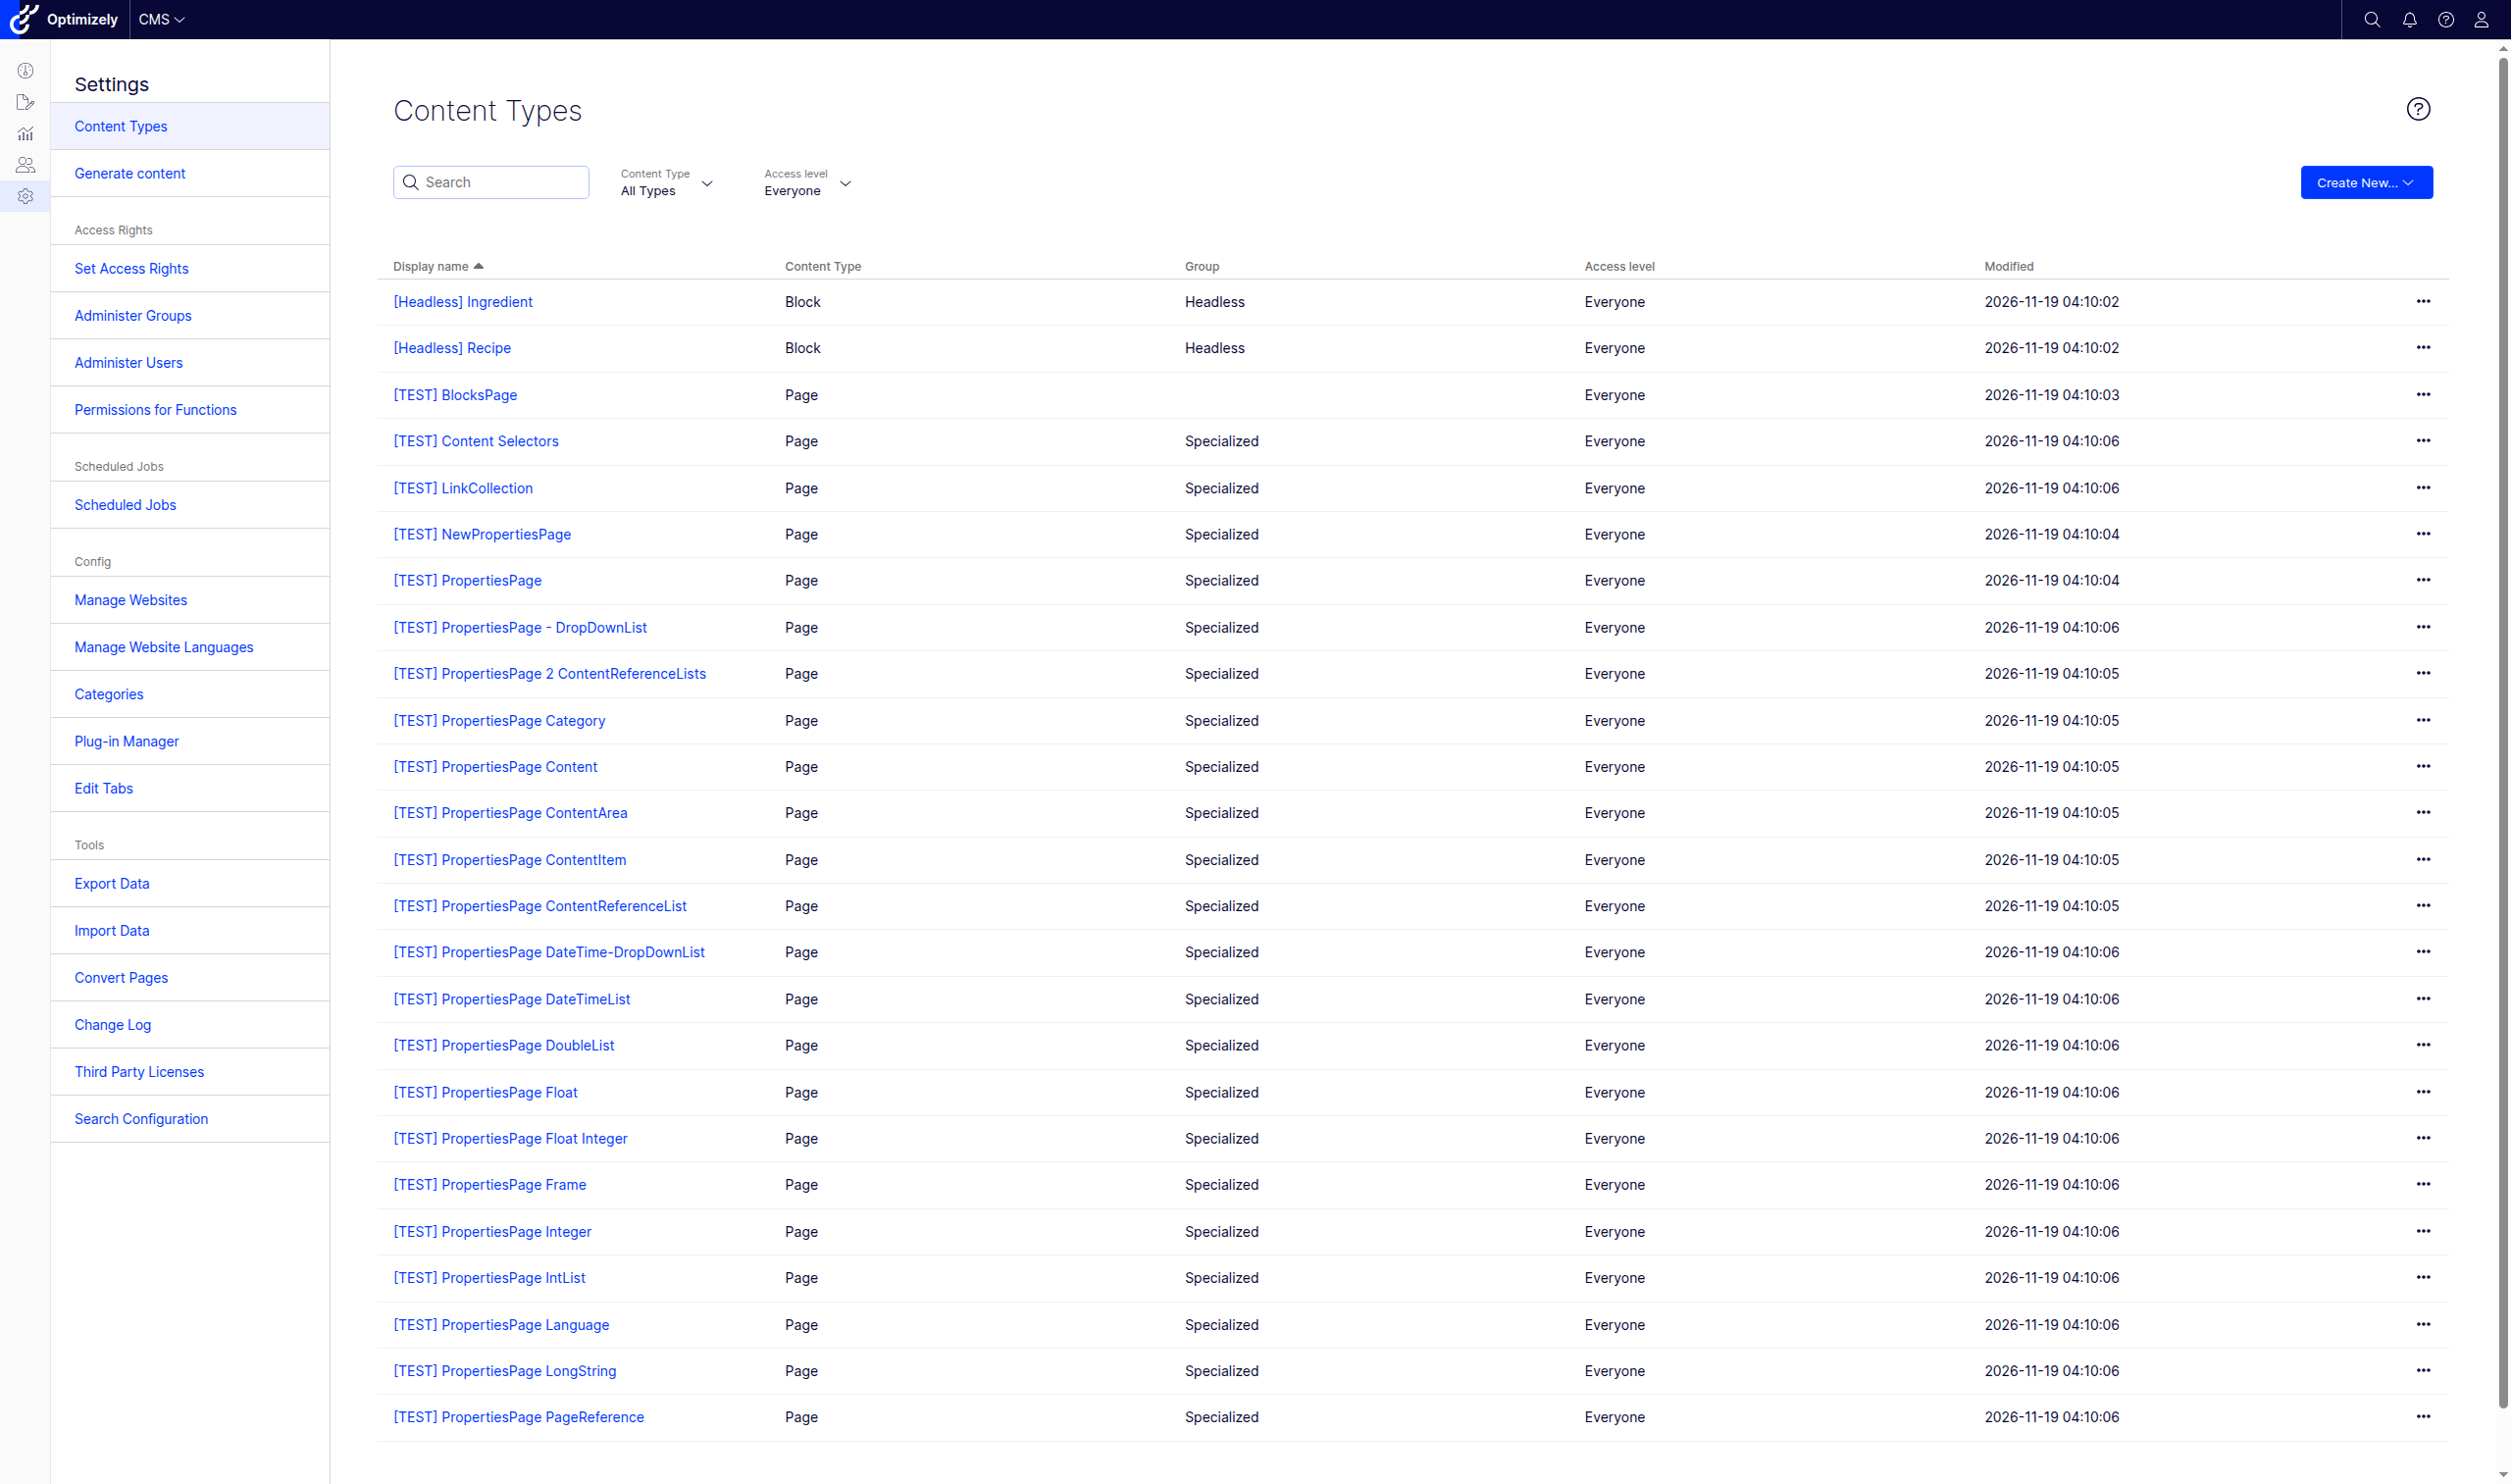 Optimizely CMS
Settings
Content Types
Generate content
Access Rights
Set Access Rights
Administer Groups
Administer Users
Permissions for Functions
Scheduled Jobs
Scheduled Jobs
Config
Manage Websites
Manage Website Languages
Categories
Plug-in Manager
Edit Tabs
Tools
Export Data
Import Data
Convert Pages
Change Log
Third Party Licenses
Search Configuration
Content Types
Search
Content Type
All Types
Access level
Everyone
Create New...
Display name Content Type Group Access level Modified
[Headless] Ingredient Block Headless Everyone 2026-11-19 04:10:02
[Headless] Recipe Block Headless Everyone 2026-11-19 04:10:02
[TEST] BlocksPage Page Everyone 2026-11-19 04:10:03
[TEST] Content Selectors Page Specialized Everyone 2026-11-19 04:10:06
[TEST] LinkCollection Page Specialized Everyone 2026-11-19 04:10:06
[TEST] NewPropertiesPage Page Specialized Everyone 2026-11-19 04:10:04
[TEST] PropertiesPage Page Specialized Everyone 2026-11-19 04:10:04
[TEST] PropertiesPage - DropDownList Page Specialized Everyone 2026-11-19 04:10:06
[TEST] PropertiesPage 2 ContentReferenceLists Page Specialized Everyone 2026-11-19 04:10:05
[TEST] PropertiesPage Category Page Specialized Everyone 2026-11-19 04:10:05
[TEST] PropertiesPage Content Page Specialized Everyone 2026-11-19 04:10:05
[TEST] PropertiesPage ContentArea Page Specialized Everyone 2026-11-19 04:10:05
[TEST] PropertiesPage ContentItem Page Specialized Everyone 2026-11-19 04:10:05
[TEST] PropertiesPage ContentReferenceList Page Specialized Everyone 2026-11-19 04:10:05
[TEST] PropertiesPage DateTime-DropDownList Page Specialized Everyone 2026-11-19 04:10:06
[TEST] PropertiesPage DateTimeList Page Specialized Everyone 2026-11-19 04:10:06
[TEST] PropertiesPage DoubleList Page Specialized Everyone 2026-11-19 04:10:06
[TEST] PropertiesPage Float Page Specialized Everyone 2026-11-19 04:10:06
[TEST] PropertiesPage Float Integer Page Specialized Everyone 2026-11-19 04:10:06
[TEST] PropertiesPage Frame Page Specialized Everyone 2026-11-19 04:10:06
[TEST] PropertiesPage Integer Page Specialized Everyone 2026-11-19 04:10:06
[TEST] PropertiesPage IntList Page Specialized Everyone 2026-11-19 04:10:06
[TEST] PropertiesPage Language Page Specialized Everyone 2026-11-19 04:10:06
[TEST] PropertiesPage LongString Page Specialized Everyone 2026-11-19 04:10:06
[TEST] PropertiesPage PageReference Page Specialized Everyone 2026-11-19 04:10:06